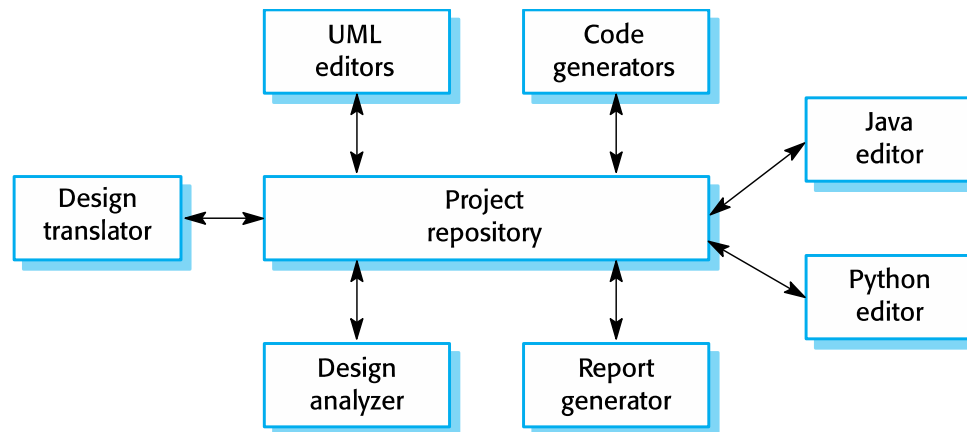 UML
editors
Code
generators
Java
editor
Design
translator
Project
repository
Python
editor
Design
analyzer
Report
generator